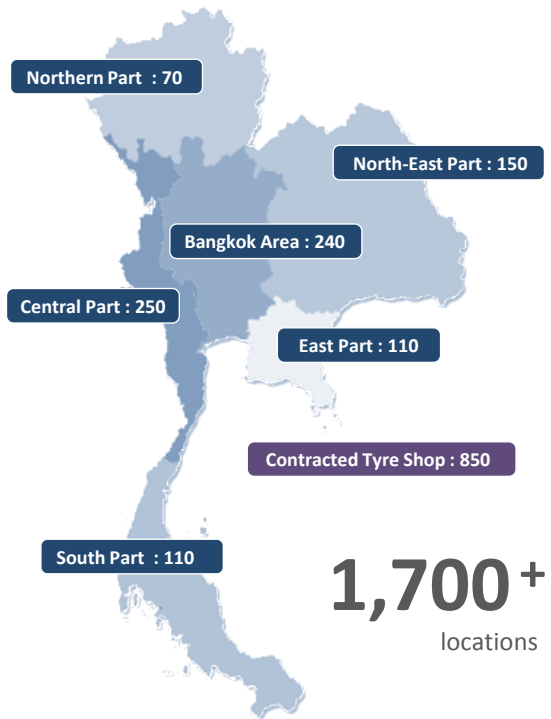 Northern Part : 70
North-East Part : 150
Bangkok Area : 240
Central Part : 250
East Part : 110
Contracted Tyre Shop : 850
South Part : 110
1,700+
locations